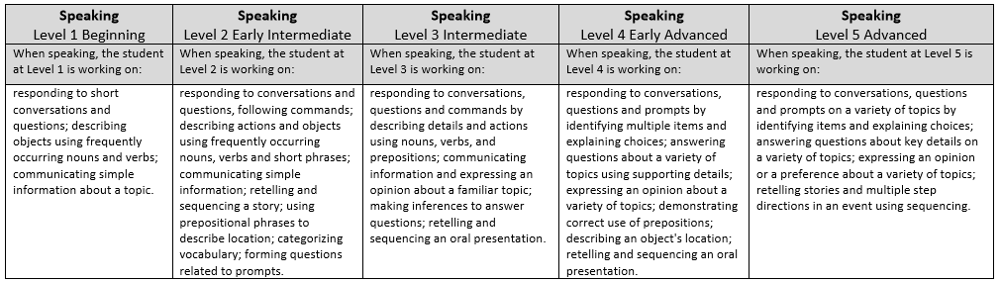 Speaking
Level 1 Beginning
When speaking, the student
at Level 1 is working on:
responding to short
conversations and
questions; describing
objects using frequently
occurring nouns and verbs;
communicating simple
information about a topic.
Speaking
Level 2 Early Intermediate
When speaking, the student at
Level 2 is working on:
responding to conversations and
questions, following commands;
describing actions and objects
using frequently occurring
nouns, verbs and short phrases;
communicating simple
information; retelling and
sequencing a story; using
prepositional phrases to
describe location; categorizing
vocabulary; forming questions
related to prompts.
Speaking
Level 3 Intermediate
When speaking, the student at
Level 3 is working on:
responding to conversations,
questions and commands by
describing details and actions
using nouns, verbs, and
prepositions; communicating
information and expressing an
opinion about a familiar topic;
making inferences to answer
questions; retelling and
sequencing an oral presentation.
Speaking
Level 4 Early Advanced
When speaking, the student at
Level 4 is working on:
responding to conversations,
questions and prompts by
identifying multiple items and
explaining choices; answering
questions about a variety of
topics using supporting details;
expressing an opinion about a
variety of topics; demonstrating
correct use of prepositions;
describing an object's location;
retelling and sequencing an oral
presentation.
Speaking
Level 5 Advanced
When speaking, the student at Level 5 is
working on:
responding to conversations, questions
and prompts on a variety of topics by
identifying items and explaining choices;
answering questions about key details on
a variety of topics; expressing an opinion
or a preference about a variety of topics;
retelling stories and multiple step
directions in an event using sequencing.